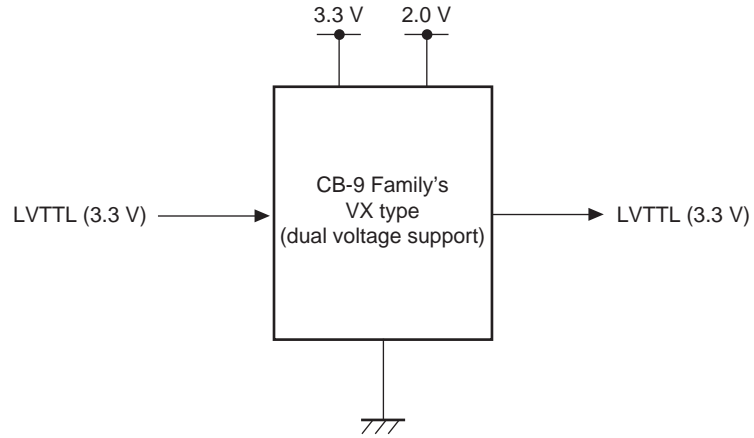 3.3 V
2.0 V
CB-9 Family's
VX type
(dual voltage support)
LVTTL (3.3 V)
LVTTL (3.3 V)